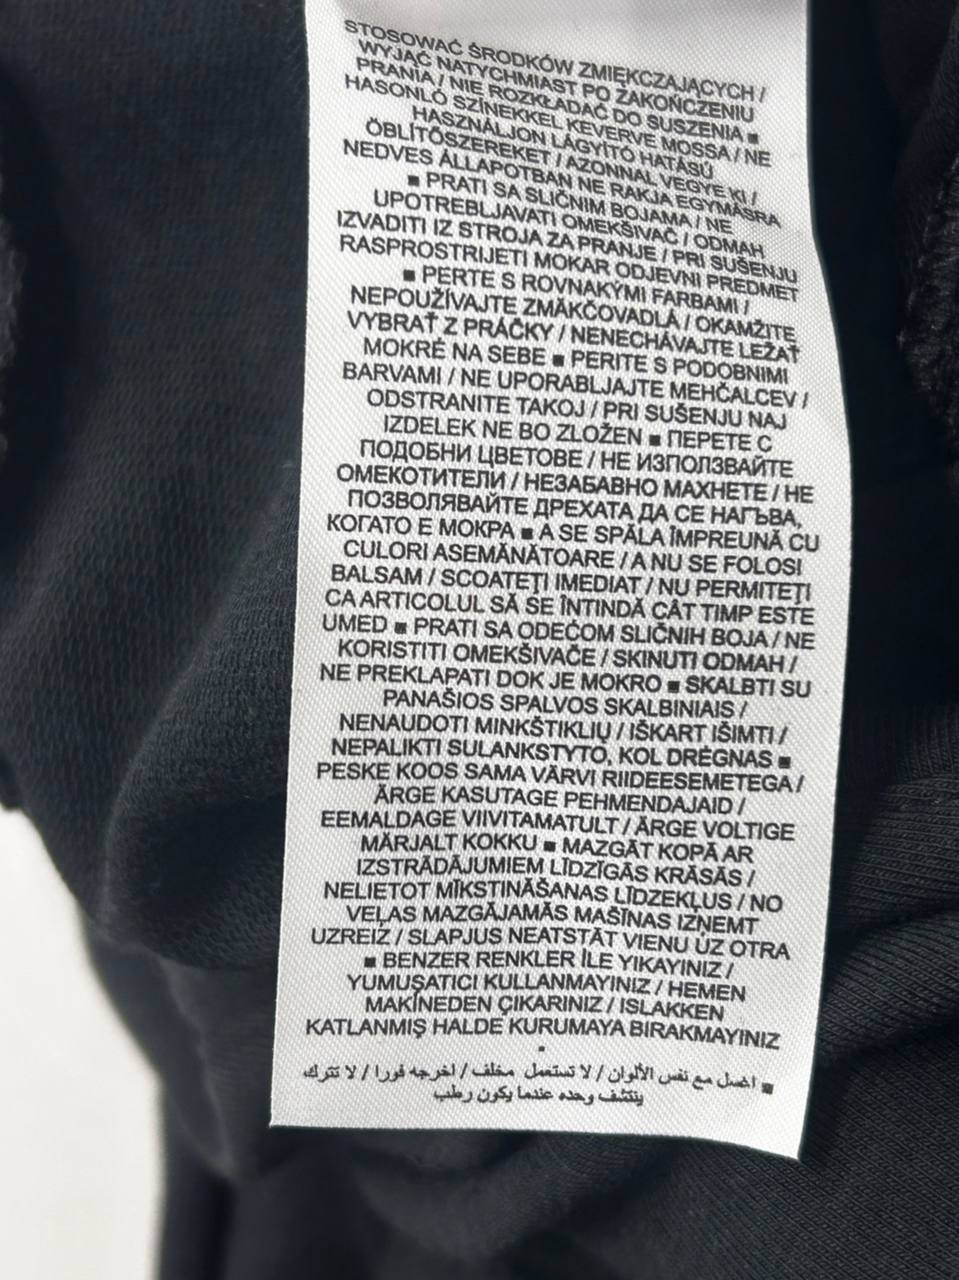 STOSOWAĆ ŚRODKÓW ZMIĘKCZAJĄCYCH /
WYJĄĆ NATYCHMIAST PO ZAKOŃCZENIU
PRANIA / NIE ROZKŁADAĆ DO SUSZENIA ■
HASONLÓ SZÍNEKKEL KEVERVE MOSSA / NE
HASZNÁLJON LÁGYÍTÓ HATÁSÚ
ÖBLÍTŐSZEREKET / AZONNAL VEGYE KI /
NEDVES ÁLLAPOTBAN NE RAKJA EGYMÁSRA
■ PRATI SA SLIČNIM BOJAMA / NE
UPOTREBLJAVATI OMEKŠIVAČ / ODMAH
IZVADITI IZ STROJA ZA PRANJE / PRI SUŠENJU
RASPROSTRIJETI MOKAR ODJEVNI PREDMET
■ PERTE S ROVNAKÝMI FARBAMI /
NEPOUŽÍVAJTE ZMÄKČOVADLÁ / OKAMŽITE
VYBRAŤ Z PRÁČKY / NENECHÁVAJTE LEŽAŤ
MOKRÉ NA SEBE ■ PERITE S PODOBNIMI
BARVAMI / NE UPORABLJAJTE MEHČALCEV /
ODSTRANITE TAKOJ / PRI SUŠENJU NAJ
IZDELEK NE BO ZLOŽEN ■ ПЕРЕТЕ С
ПОДОБНИ ЦВЕТОВЕ / НЕ ИЗПОЛЗВАЙТЕ
ОМЕКОТИТЕЛИ / НЕЗАБАВНО МАХНЕТЕ / НЕ
ПОЗВОЛЯВАЙТЕ ДРЕХАТА ДА СЕ НАГЪВА,
КОГАТО Е МОКРА ■ A SE SPĂLA ÎMPREUNĂ CU
CULORI ASEMĂNĂTOARE / A NU SE FOLOSI
BALSAM / SCOATEŢI IMEDIAT / NU PERMITEŢI
CA ARTICOLUL SĂ SE ÎNTINDĂ CÂT TIMP ESTE
UMED ■ PRATI SA ODEĆOM SLIČNIH BOJA / NE
KORISTITI OMEKŠIVAČE / SKINUTI ODMAH /
NE PREKLAPATI DOK JE MOKRO ■ SKALBTI SU
PANAŠIOS SPALVOS SKALBINIAIS /
NENAUDOTI MINKŠTIKLIŲ / IŠKART IŠIMTI /
NEPALIKTI SULANKSTYTO, KOL DRĖGNAS ■
PESKE KOOS SAMA VÄRVI RIIDEESEMETEGA /
ÄRGE KASUTAGE PEHMENDAJAID /
EEMALDAGE VIIVITAMATULT / ÄRGE VOLTIGE
MÄRJALT KOKKU ■ MAZGĀT KOPĀ AR
IZSTRĀDĀJUMIEM LĪDZĪGĀS KRĀSĀS /
NELIETOT MĪKSTINĀŠANAS LĪDZEKĻUS / NO
VEĻAS MAZGĀJAMĀS MAŠĪNAS IZŅEMT
UZREIZ / SLAPJUS NEATSTĀT VIENU UZ OTRA
■ BENZER RENKLER İLE YIKAYINIZ /
YUMUŞATICI KULLANMAYINIZ / HEMEN
MAKİNEDEN ÇIKARINIZ / ISLAKKEN
KATLANMIŞ HALDE KURUMAYA BIRAKMAYINIZ
.
■ اغسل مع نفس الألوان / لا تستعمل مخلف / اخرجه فورا / لا تترك
ينتشف وحده عندما يكون رطب